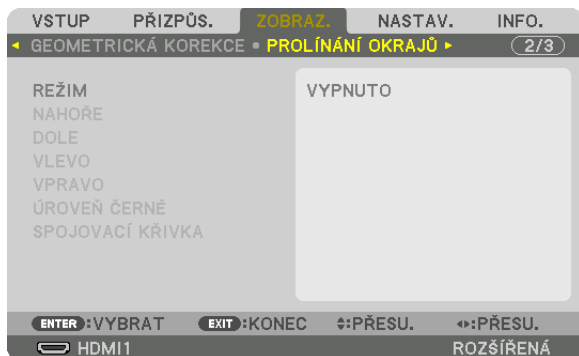 VSTUP PŘIZPŮS. ZOBRAZ. NASTAV. INFO.
GEOMETRICKÁ KOREKCE • PROLÍNÁNÍ OKRAJŮ 2/3
REŽIM VYPNUTO
NAHOŘE
DOLE
VLEVO
VPRAVO
ÚROVEŇ ČERNÉ
SPOJOVACÍ KŘIVKA
ENTER:VYBRAT EXIT:KONEC :PŘESU. :PŘESU.
HDMI1 ROZŠÍŘENÁ